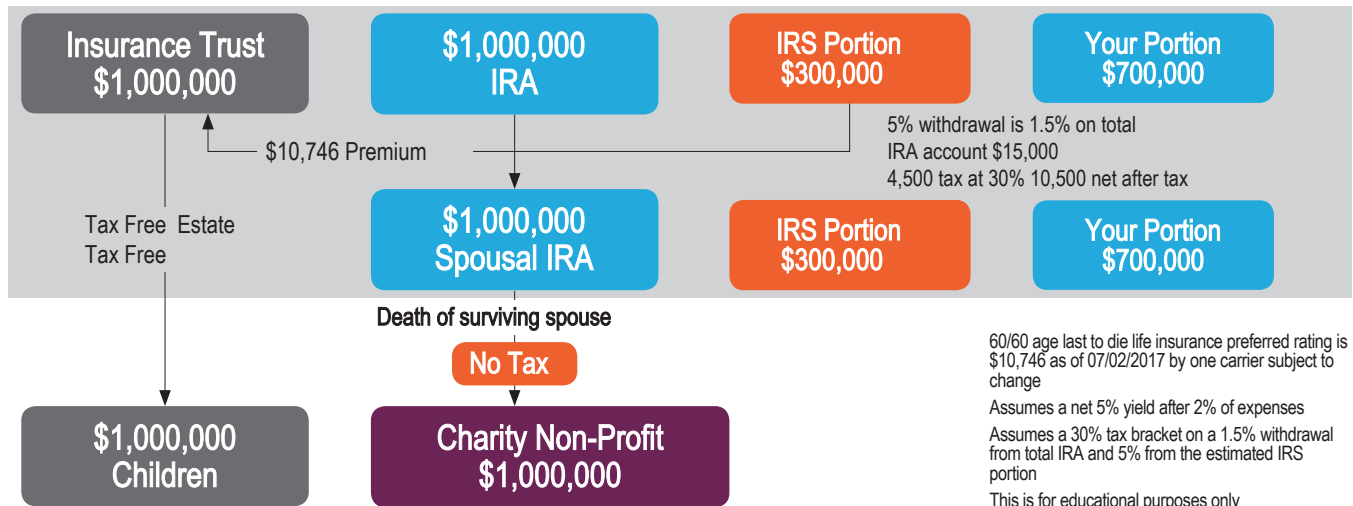 Insurance Trust
$1,000,000
$1,000,000
IRA
IRS Portion
$300,000
Your Portion
$700,000
$10,746 Premium
5% withdrawal is 1.5% on total
IRA account $15,000
4,500 tax at 30% 10,500 net after tax
Tax Free Estate
Tax Free
$1,000,000
Spousal IRA
IRS Portion
$300,000
Your Portion
$700,000
Death of surviving spouse
No Tax
$1,000,000
Children
Charity Non-Profit
$1,000,000
60/60 age last to die life insurance preferred rating is
$10,746 as of 07/02/2017 by one carrier subject to
change
Assumes a net 5% yield after 2% of expenses
Assumes a 30% tax bracket on a 1.5% withdrawal
from total IRA and 5% from the estimated IRS
portion
This is for educational purposes only